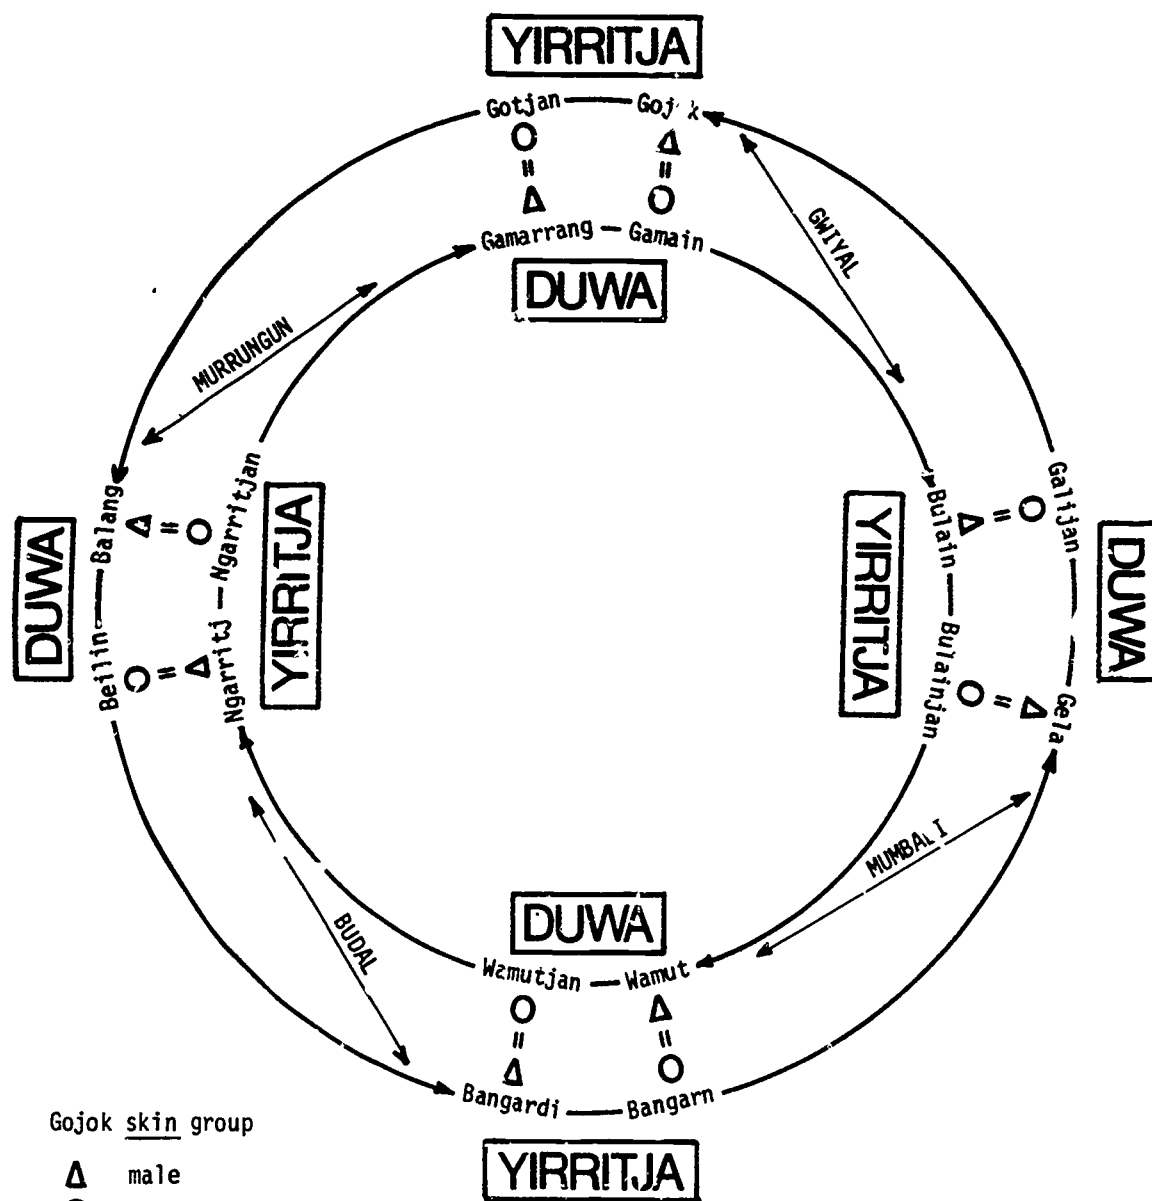 YIRRITJA
Gotjan
Gamarrang
Gamain
DUWA
GWIYAL
MURRUNGUN
Balang
Beilin
DUWA
Ngarritjan
Ngarritj
YIRRITJA
Bulain
Bulainjan
YIRRITJA
Galijan
Gela
DUWA
MUMBALI
BUDAL
DUWA
Wamutjan
Wamut
Bangardi
Bangarn
YIRRITJA
Gojok skin group
male